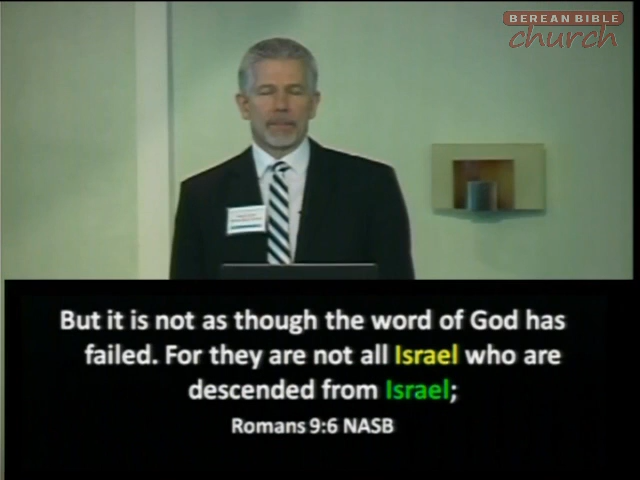 BEREAN BIBLE
church
But it is not as though the word of God has
failed. For they are not all Israel who are
descended from Israel;
Romans 9:6 NASB